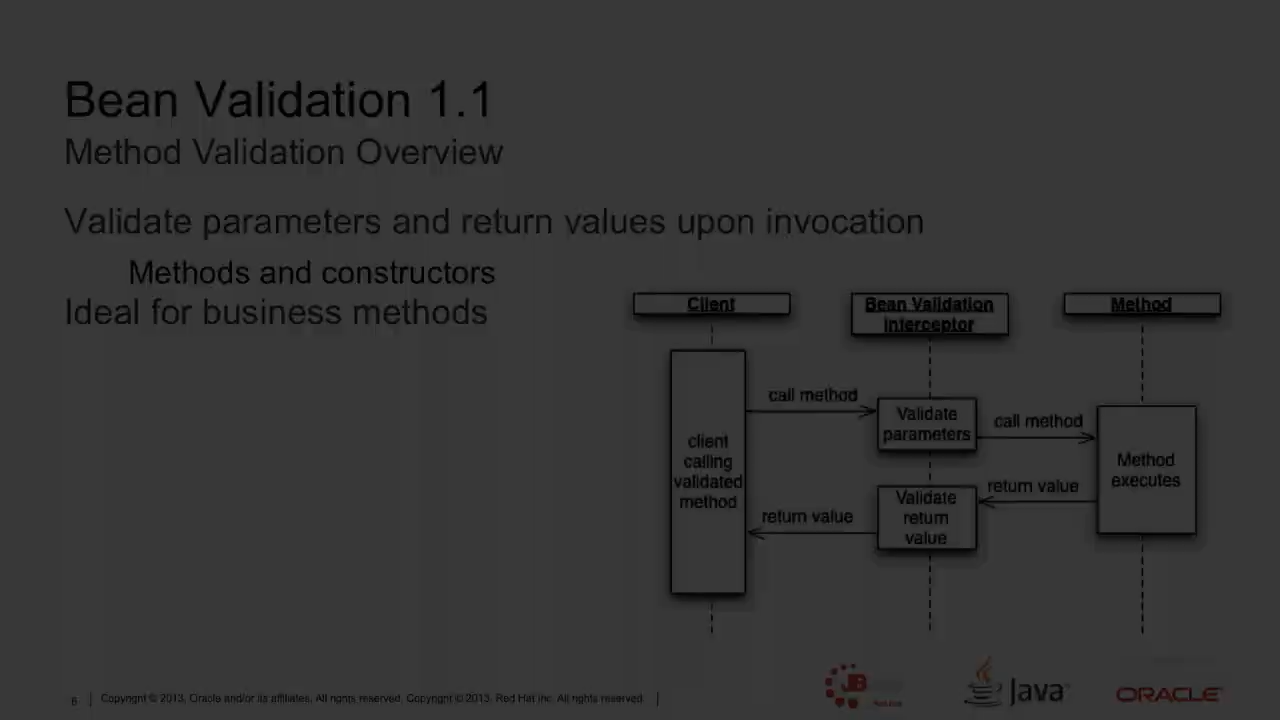 Bean Validation 1.1
Method Validation Overview
Validate parameters and return values upon invocation
Methods and constructors
Ideal for business methods
Client
Bean Validation
Interceptor
Method
call method
Validate
parameters
call method
client
calling
validated
method
Method
executes
return value
Validate
return
value
return value
6
Copyright © 2013, Oracle and/or its affiliates. All rights reserved. Copyright © 2013, Red Hat Inc. All rights reserved.
JB
Java
ORACLE